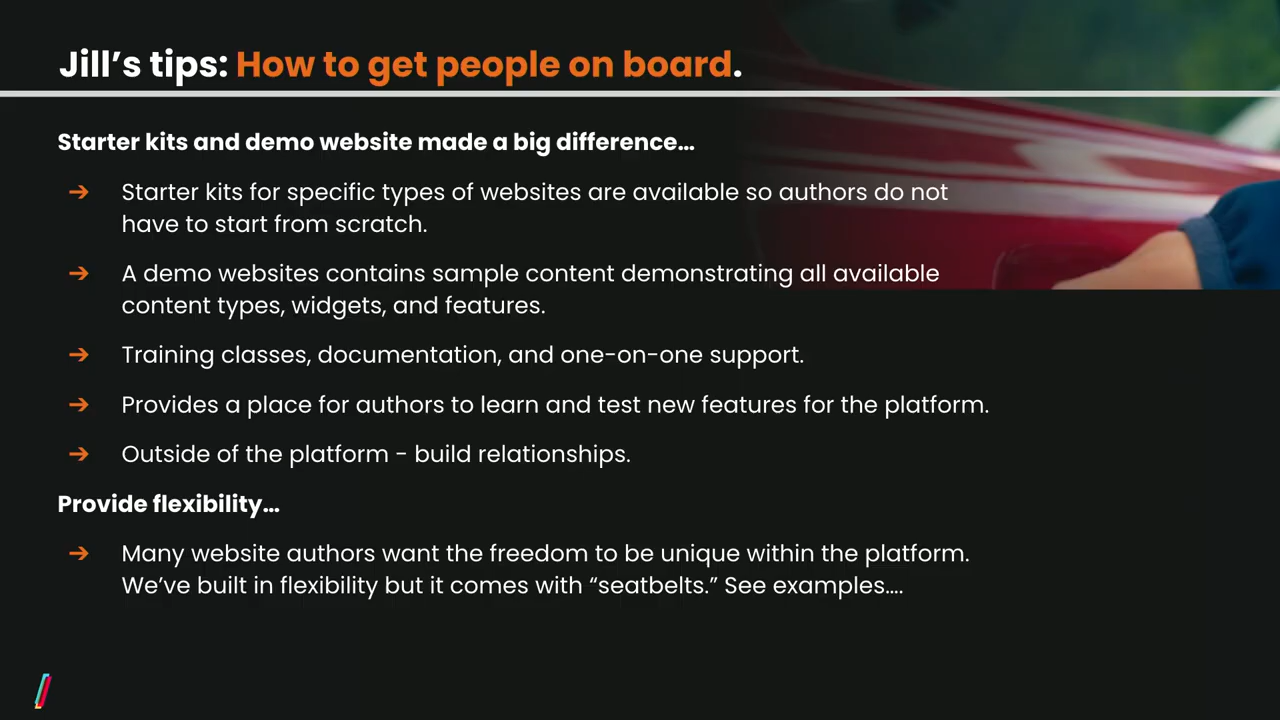 Jill’s tips: How to get people on board.
Starter kits and demo website made a big difference…
➔ Starter kits for specific types of websites are available so authors do not
have to start from scratch.
➔ A demo websites contains sample content demonstrating all available
content types, widgets, and features.
➔ Training classes, documentation, and one-on-one support.
➔ Provides a place for authors to learn and test new features for the platform.
➔ Outside of the platform - build relationships.
Provide flexibility…
➔ Many website authors want the freedom to be unique within the platform.
We’ve built in flexibility but it comes with “seatbelts.” See examples….